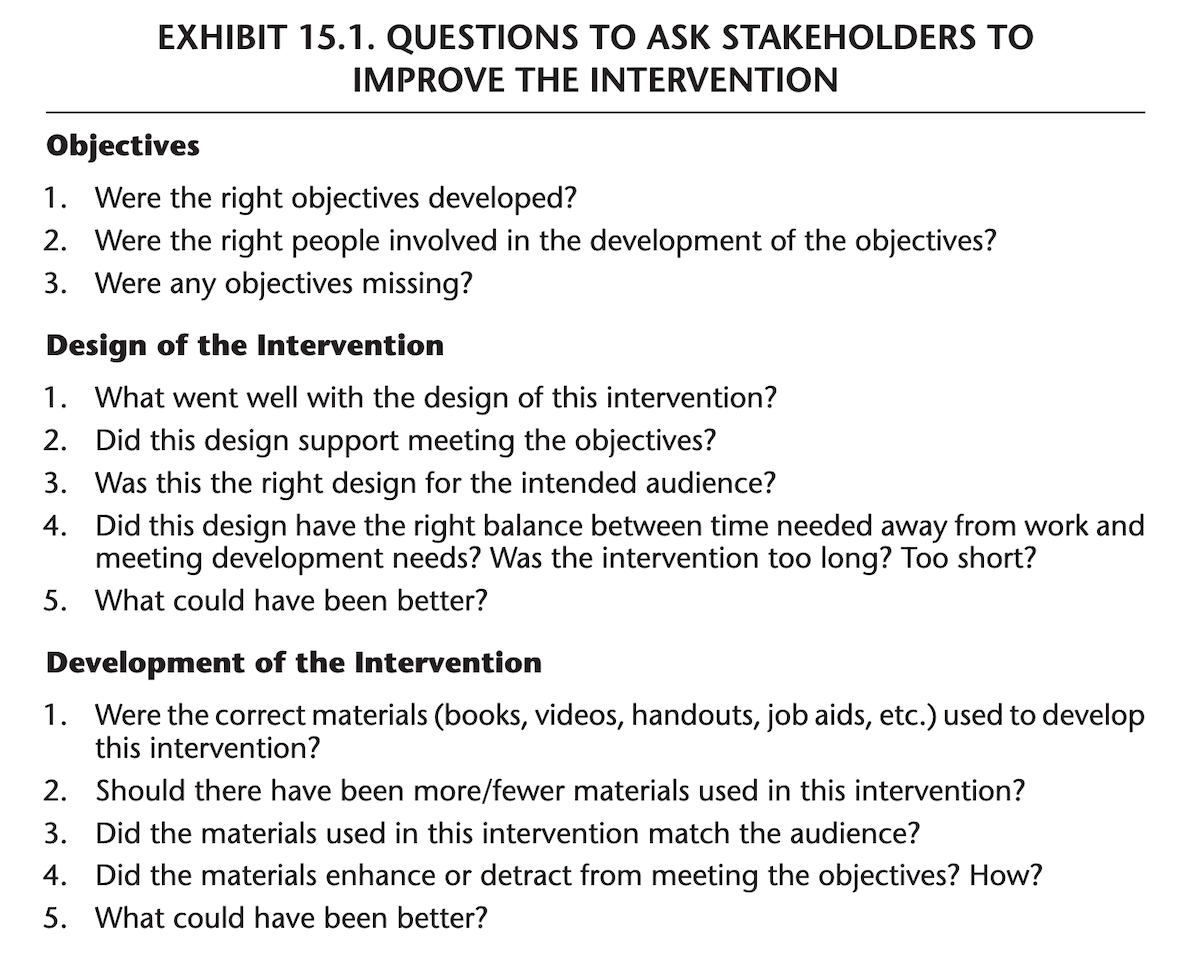 EXHIBIT 15.1. QUESTIONS TO ASK STAKEHOLDERS TO
IMPROVE THE INTERVENTION
Objectives
1. Were the right objectives developed?
2. Were the right people involved in the development of the objectives?
3. Were any objectives missing?
Design of the Intervention
1. What went well with the design of this intervention?
2. Did this design support meeting the objectives?
3. Was this the right design for the intended audience?
4. Did this design have the right balance between time needed away from work and
meeting development needs? Was the intervention too long? Too short?
5. What could have been better?
Development of the Intervention
1. Were the correct materials (books, videos, handouts, job aids, etc.) used to develop
this intervention?
2. Should there have been more/fewer materials used in this intervention?
3. Did the materials used in this intervention match the audience?
4. Did the materials enhance or detract from meeting the objectives? How?
5. What could have been better?